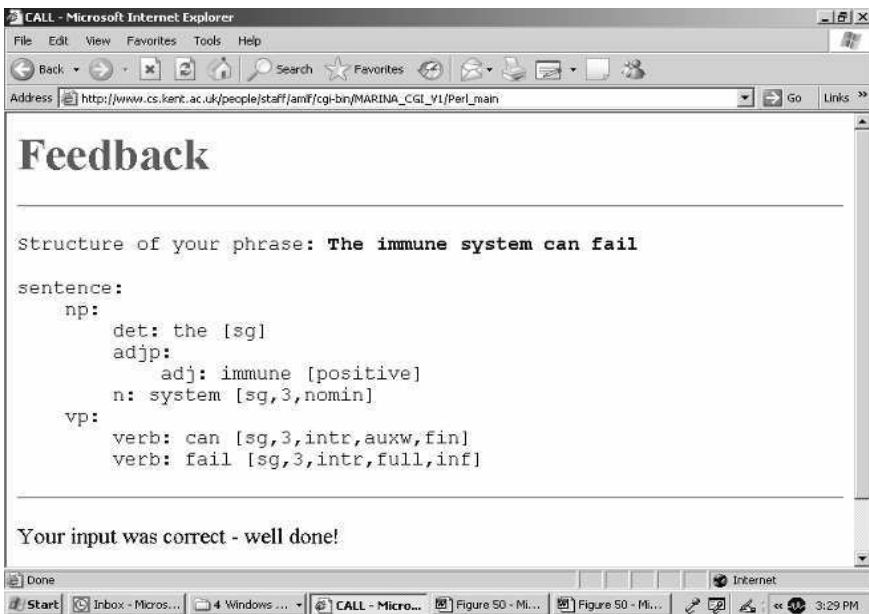 CALL - Microsoft Internet Explorer
File Edit View Favorites Tools Help
Back Search Favorites
Address http://www.cs.kent.ac.uk/people/staff/amf/cgi-bin/MARINA_CGI_V1/Perl_main Go Links »
Feedback
Structure of your phrase: The immune system can fail
sentence:
np:
det: the [sg]
adjp:
adj: immune [positive]
n: system [sg,3,nomin]
vp:
verb: can [sg,3,intr,auxw,fin]
verb: fail [sg,3,intr,full,inf]
Your input was correct - well done!
Done Internet
Start Inbox - Micros... 4 Windows ... CALL - Micro... Figure 50 - Mi... Figure 50 - Mi... « 3:29 PM